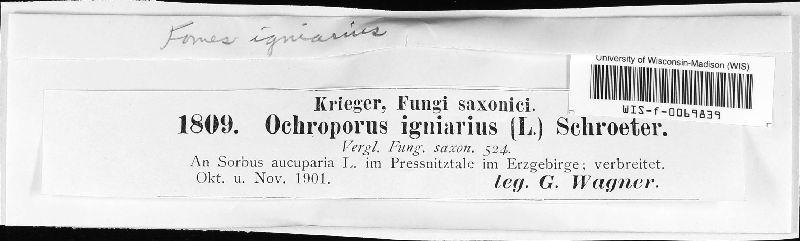 Fomes igniarius
University of Wisconsin-Madison (WIS)
WIS-f-0069839
Krieger, Fungi saxonici.
1809. Ochroporus igniarius (L.) Schroeter.
Vergl. Fung. saxon. 524.
An Sorbus aucuparia L. im Pressnitztale im Erzgebirge; verbreitet.
Okt. u. Nov. 1901. leg. G. Wagner.